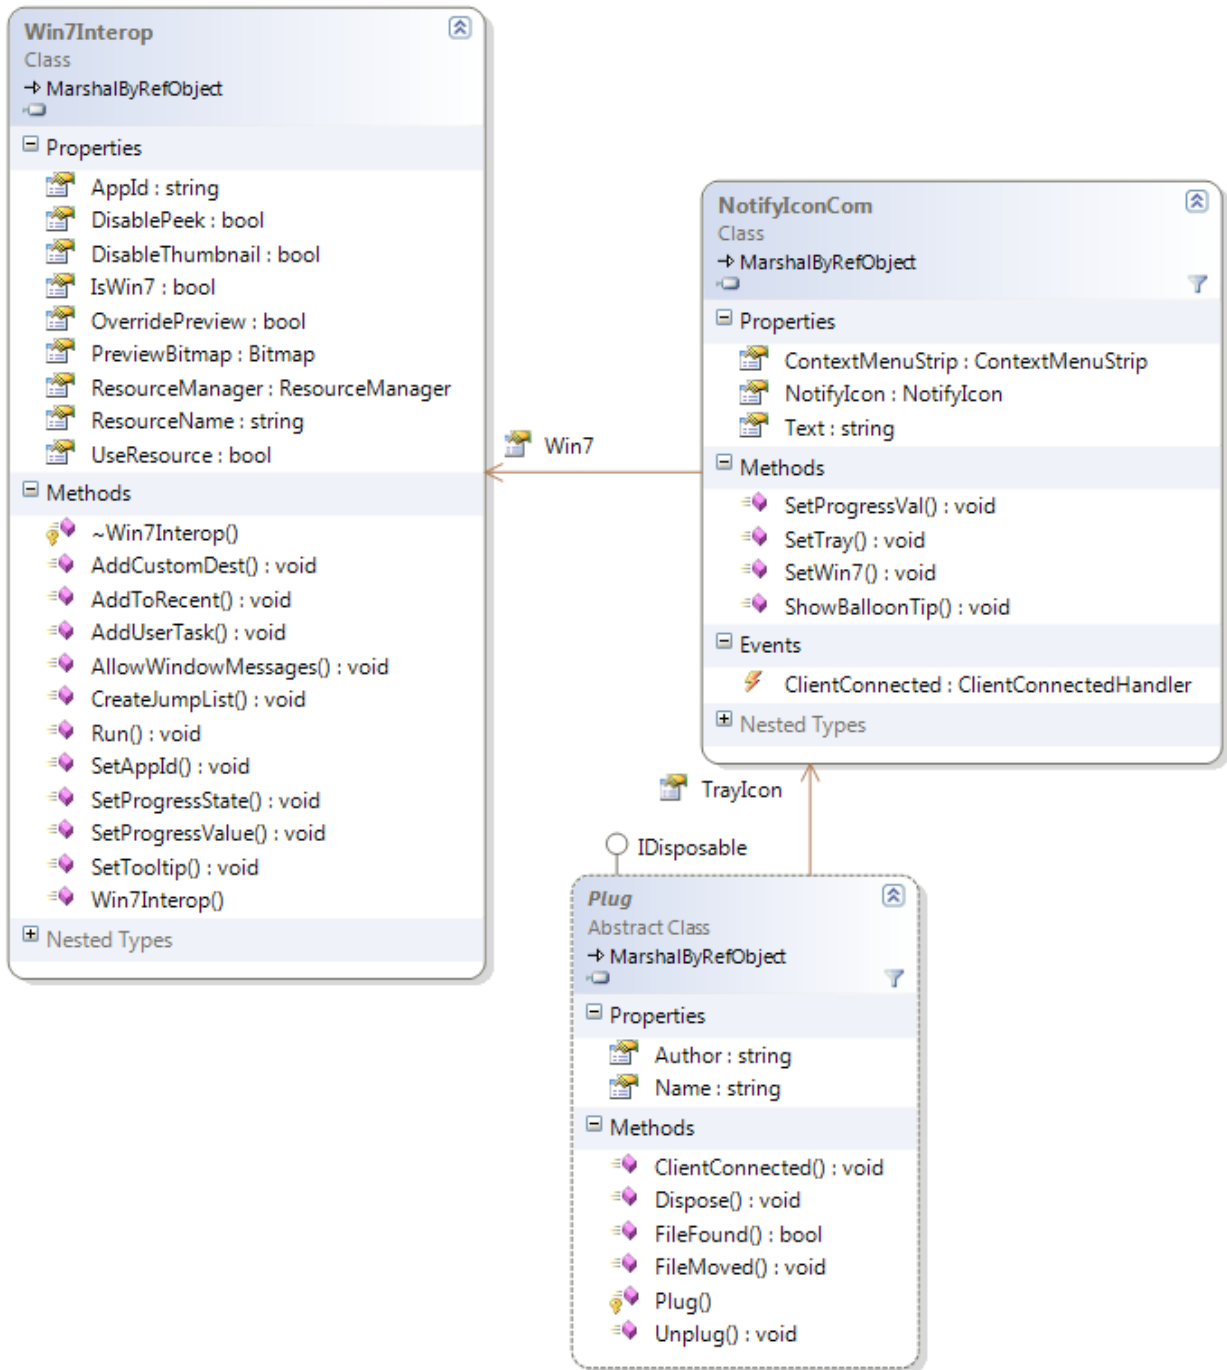 Win7Interop
Class
MarshalByRefObject
Properties
AppId : string
DisablePeek : bool
DisableThumbnail : bool
IsWin7 : bool
OverridePreview : bool
PreviewBitmap : Bitmap
ResourceManager : ResourceManager
ResourceName : string
UseResource : bool
Methods
~Win7Interop()
AddCustomDest() : void
AddToRecent() : void
AddUserTask() : void
AllowWindowMessages() : void
CreateJumpList() : void
Run() : void
SetAppId() : void
SetProgressState() : void
SetProgressValue() : void
SetTooltip() : void
Win7Interop()
Nested Types
Win7
NotifyIconCom
Class
MarshalByRefObject
Properties
ContextMenuStrip : ContextMenuStrip
NotifyIcon : NotifyIcon
Text : string
Methods
SetProgressVal() : void
SetTray() : void
SetWin7() : void
ShowBalloonTip() : void
Events
ClientConnected : ClientConnectedHandler
Nested Types
TrayIcon
IDisposable
Plug
Abstract Class
MarshalByRefObject
Properties
Author : string
Name : string
Methods
ClientConnected() : void
Dispose() : void
FileFound() : bool
FileMoved() : void
Plug()
Unplug() : void